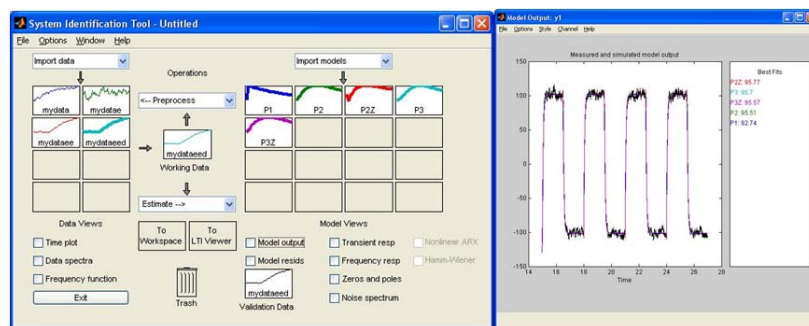 System Identification Tool - Untitled
File Options Window Help
Import data
Import models
Operations
<-- Preprocess
mydata
mydatae
mydataee
mydataeed
P1
P2
P2Z
P3
P3Z
mydataeed
Working Data
Estimate -->
Data Views
Time plot
Data spectra
Frequency function
Exit
To
Workspace
To
LTI Viewer
Trash
Model Views
Model output
Model resids
Transient resp
Frequency resp
Zeros and poles
Noise spectrum
Nonlinear ARX
Hamm-Wiener
mydataeed
Validation Data
Model Output: y1
File Options Style Channel Help
Measured and simulated model output
150
100
50
0
-50
-100
-150
14 16 18 20 22 24 26 28
Time
Best Fits
P2Z: 95.77
P3: 95.7
P3Z: 95.57
P2: 95.51
P1: 92.74